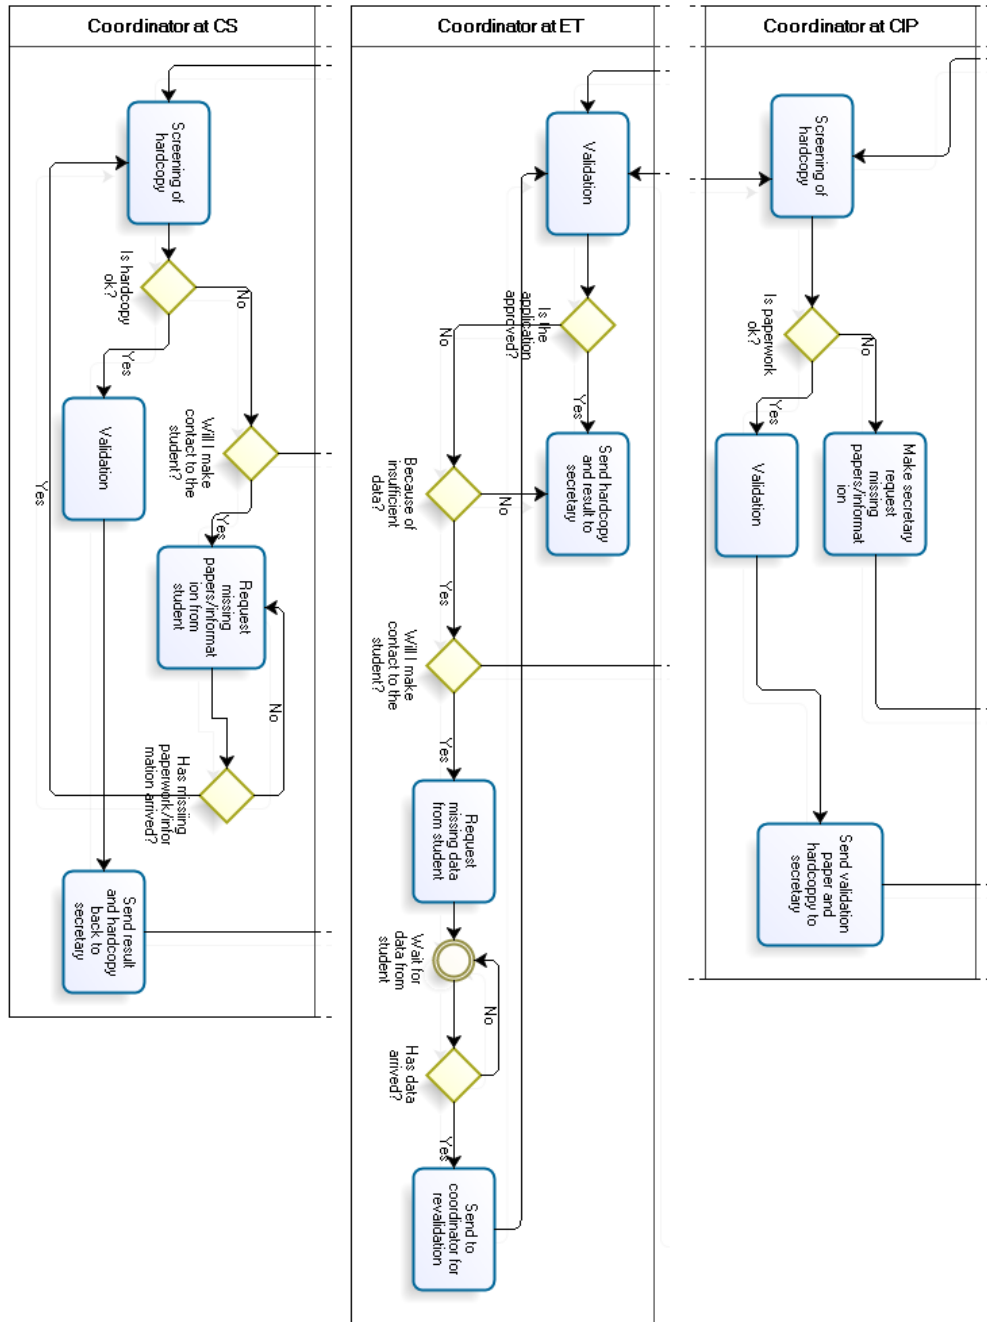 Coordinator at CS
Screening of
hardcopy
Is hardcopy
ok?
No
Yes
Validation
Will I make
contact to the
student?
Yes
Yes
Request
missing
papers/informat
ion from
student
No
Has missiing
paperwork/infor
mation arrived?
Send result
and hardcopy
back to
secretary
Coordinator at ET
Validation
Is the
application
approved?
No
Yes
Send hardcopy
and result to
secretary
Because of
insufficient
data?
No
Yes
Will I make
contact to the
student?
Yes
Request
missing data
from student
Wait for
data from
student
No
Has data
arrived?
Yes
Send to
coordinator for
revalidation
Coordinator at CIP
Screening of
hardcopy
Is paperwork
ok?
No
Yes
Validation
Make secretary
request
missing
papers/informat
ion
Send validation
paper and
hardcoppy to
secretary